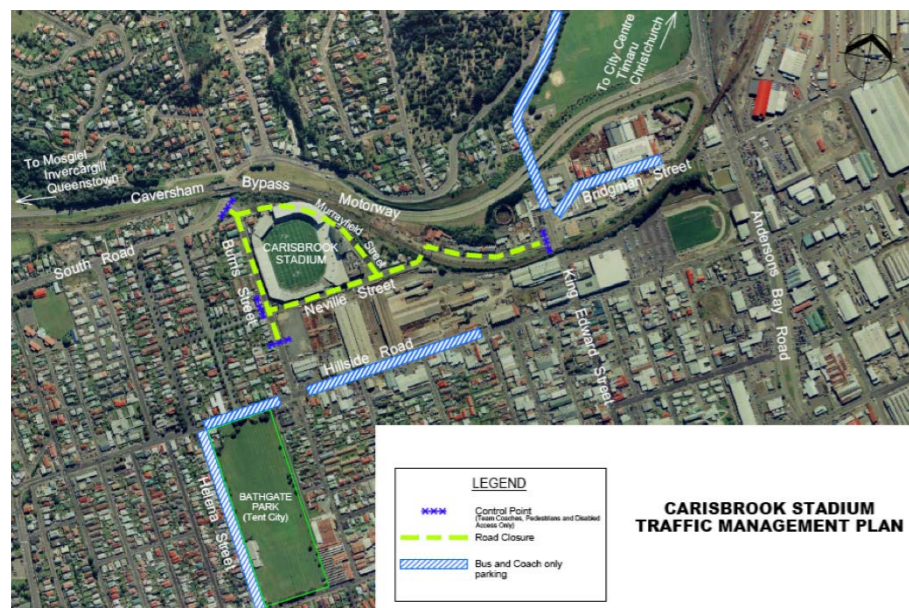 To City Centre
Timaru
Christchurch
To Mosgiel
Invercargill
Queenstown
Caversham Bypass Motorway
Bridgman Street
Murrayfield Street
CARISBROOK
STADIUM
South Road
Burns Street
Neville Street
King Edward Street
Andersons Bay Road
Hillside Road
BATHGATE
PARK
(Tent City)
Helena Street
LEGEND
Control Point
(Team Coaches, Pedestrians and Disabled
Access Only)
Road Closure
Bus and Coach only
parking
CARISBROOK STADIUM
TRAFFIC MANAGEMENT PLAN